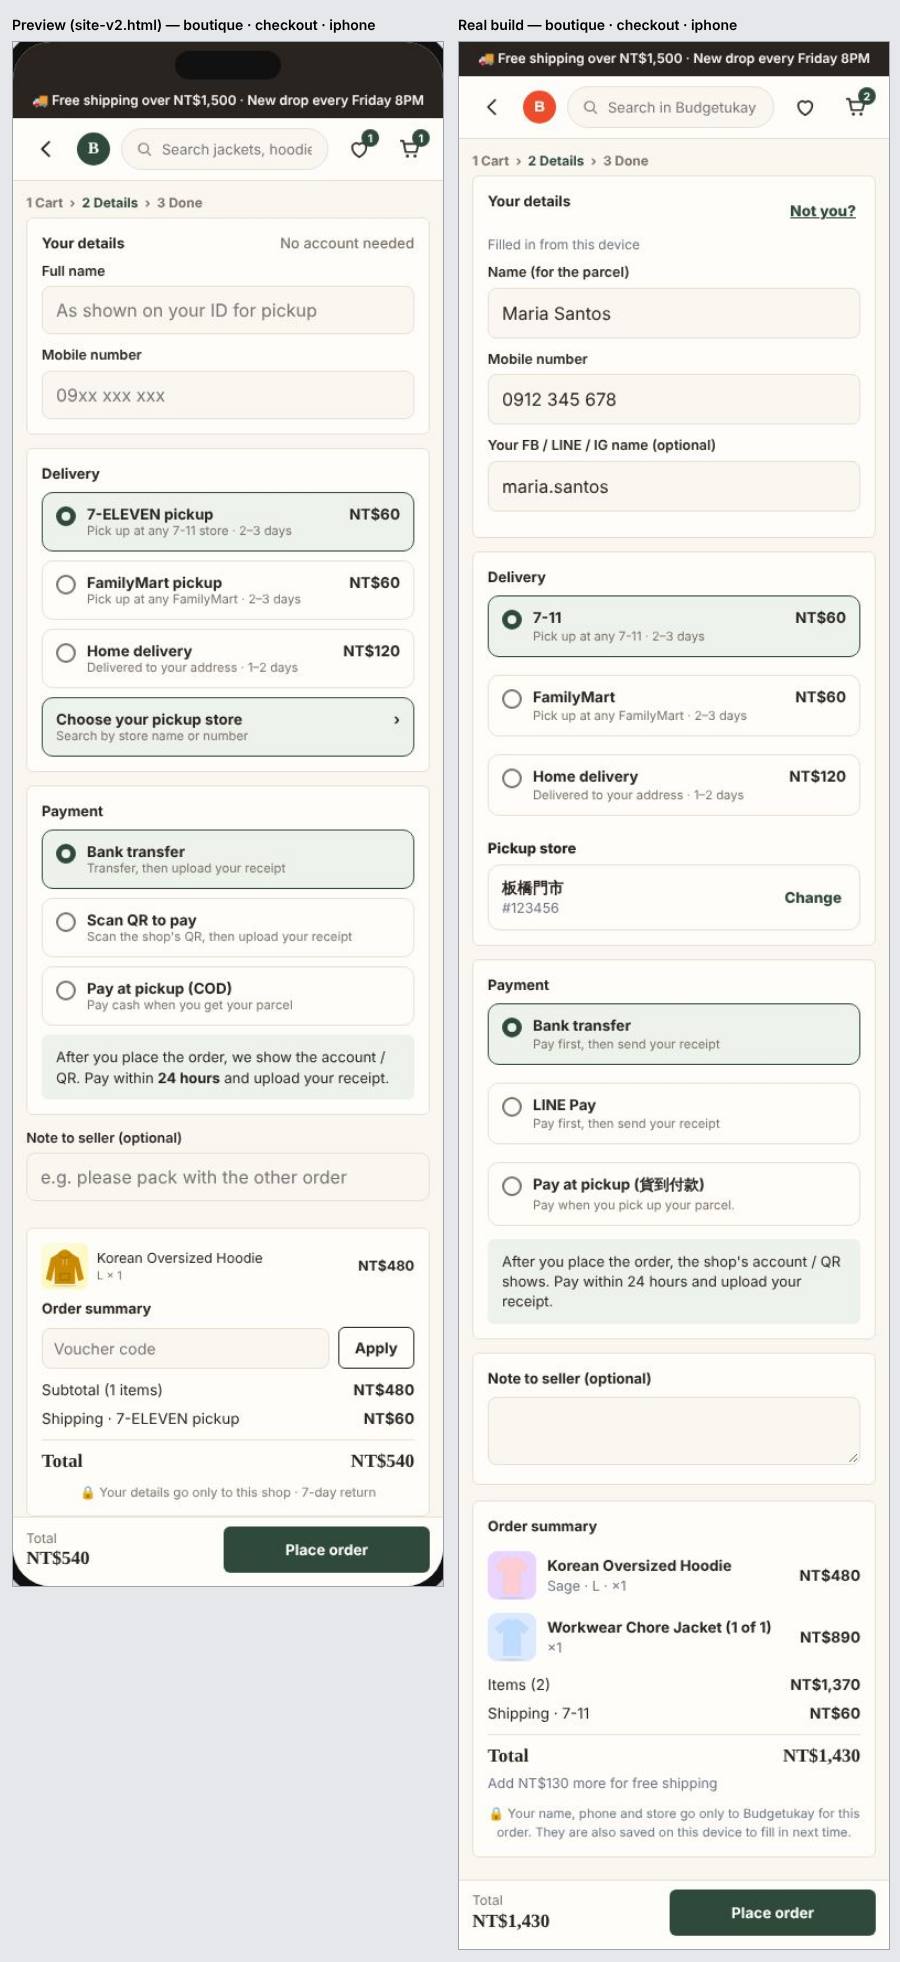 Preview (site-v2.html) — boutique · checkout · iphone
🚚 Free shipping over NT$1,500 · New drop every Friday 8PM
B
Search jackets, hoodie
1
1
1 Cart › 2 Details › 3 Done
Your details
No account needed
Full name
As shown on your ID for pickup
Mobile number
09xx xxx xxx
Delivery
7-ELEVEN pickup NT$60
Pick up at any 7-11 store · 2–3 days
FamilyMart pickup NT$60
Pick up at any FamilyMart · 2–3 days
Home delivery NT$120
Delivered to your address · 1–2 days
Choose your pickup store ›
Search by store name or number
Payment
Bank transfer
Transfer, then upload your receipt
Scan QR to pay
Scan the shop's QR, then upload your receipt
Pay at pickup (COD)
Pay cash when you get your parcel
After you place the order, we show the account /
QR. Pay within 24 hours and upload your receipt.
Note to seller (optional)
e.g. please pack with the other order
Korean Oversized Hoodie NT$480
L × 1
Order summary
Voucher code
Apply
Subtotal (1 items) NT$480
Shipping · 7-ELEVEN pickup NT$60
Total NT$540
🔒 Your details go only to this shop · 7-day return
Total
NT$540
Place order
Real build — boutique · checkout · iphone
🚚 Free shipping over NT$1,500 · New drop every Friday 8PM
B
Search in Budgetukay
2
1 Cart › 2 Details › 3 Done
Your details
Not you?
Filled in from this device
Name (for the parcel)
Maria Santos
Mobile number
0912 345 678
Your FB / LINE / IG name (optional)
maria.santos
Delivery
7-11 NT$60
Pick up at any 7-11 · 2–3 days
FamilyMart NT$60
Pick up at any FamilyMart · 2–3 days
Home delivery NT$120
Delivered to your address · 1–2 days
Pickup store
板橋門市
#123456
Change
Payment
Bank transfer
Pay first, then send your receipt
LINE Pay
Pay first, then send your receipt
Pay at pickup (貨到付款)
Pay when you pick up your parcel.
After you place the order, the shop's account / QR
shows. Pay within 24 hours and upload your
receipt.
Note to seller (optional)
Order summary
Korean Oversized Hoodie NT$480
Sage · L · ×1
Workwear Chore Jacket (1 of 1) NT$890
×1
Items (2) NT$1,370
Shipping · 7-11 NT$60
Total NT$1,430
Add NT$130 more for free shipping
🔒 Your name, phone and store go only to Budgetukay for this
order. They are also saved on this device to fill in next time.
Total
NT$1,430
Place order